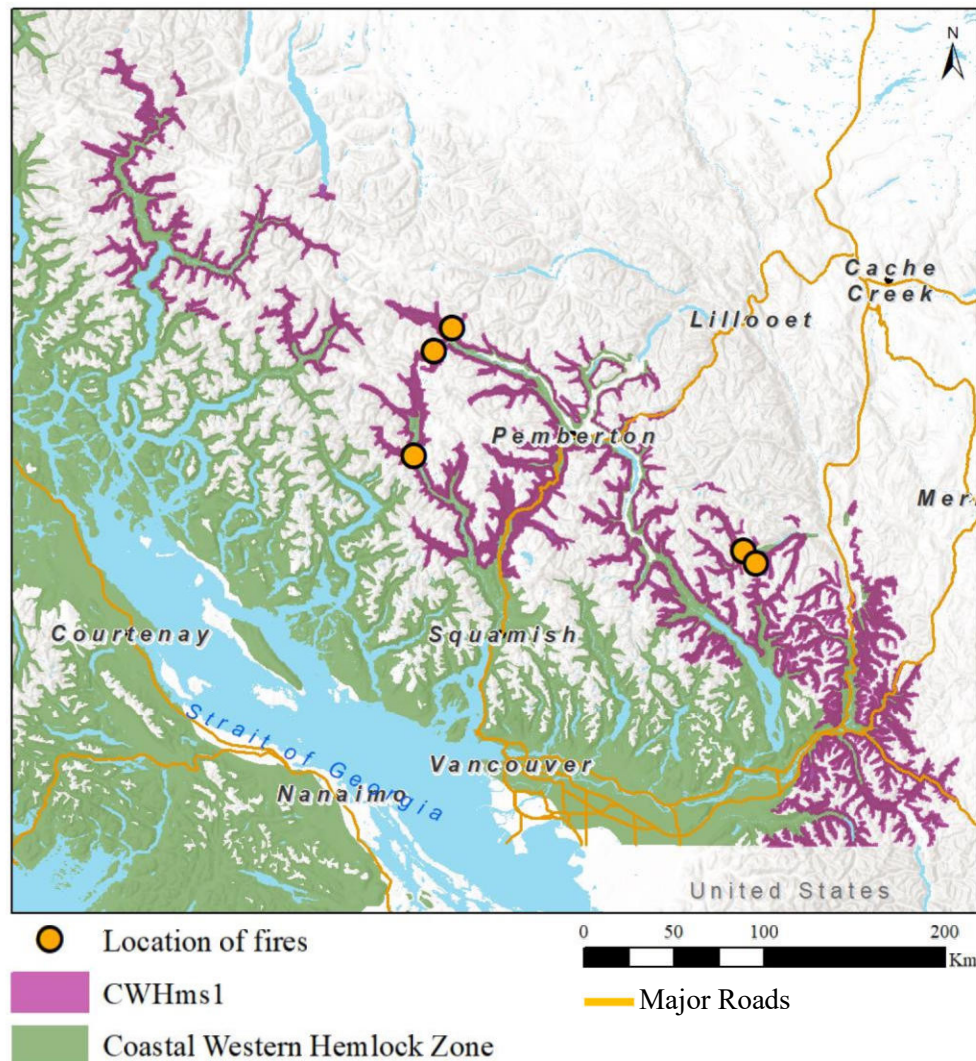 N
Cache
Creek
Lillooet
Pemberton
Mer
Courtenay
Squamish
Strait of Georgia
Vancouver
Nanaimo
United States
Location of fires
CWHms1
Coastal Western Hemlock Zone
0 50 100 200
Km
Major Roads